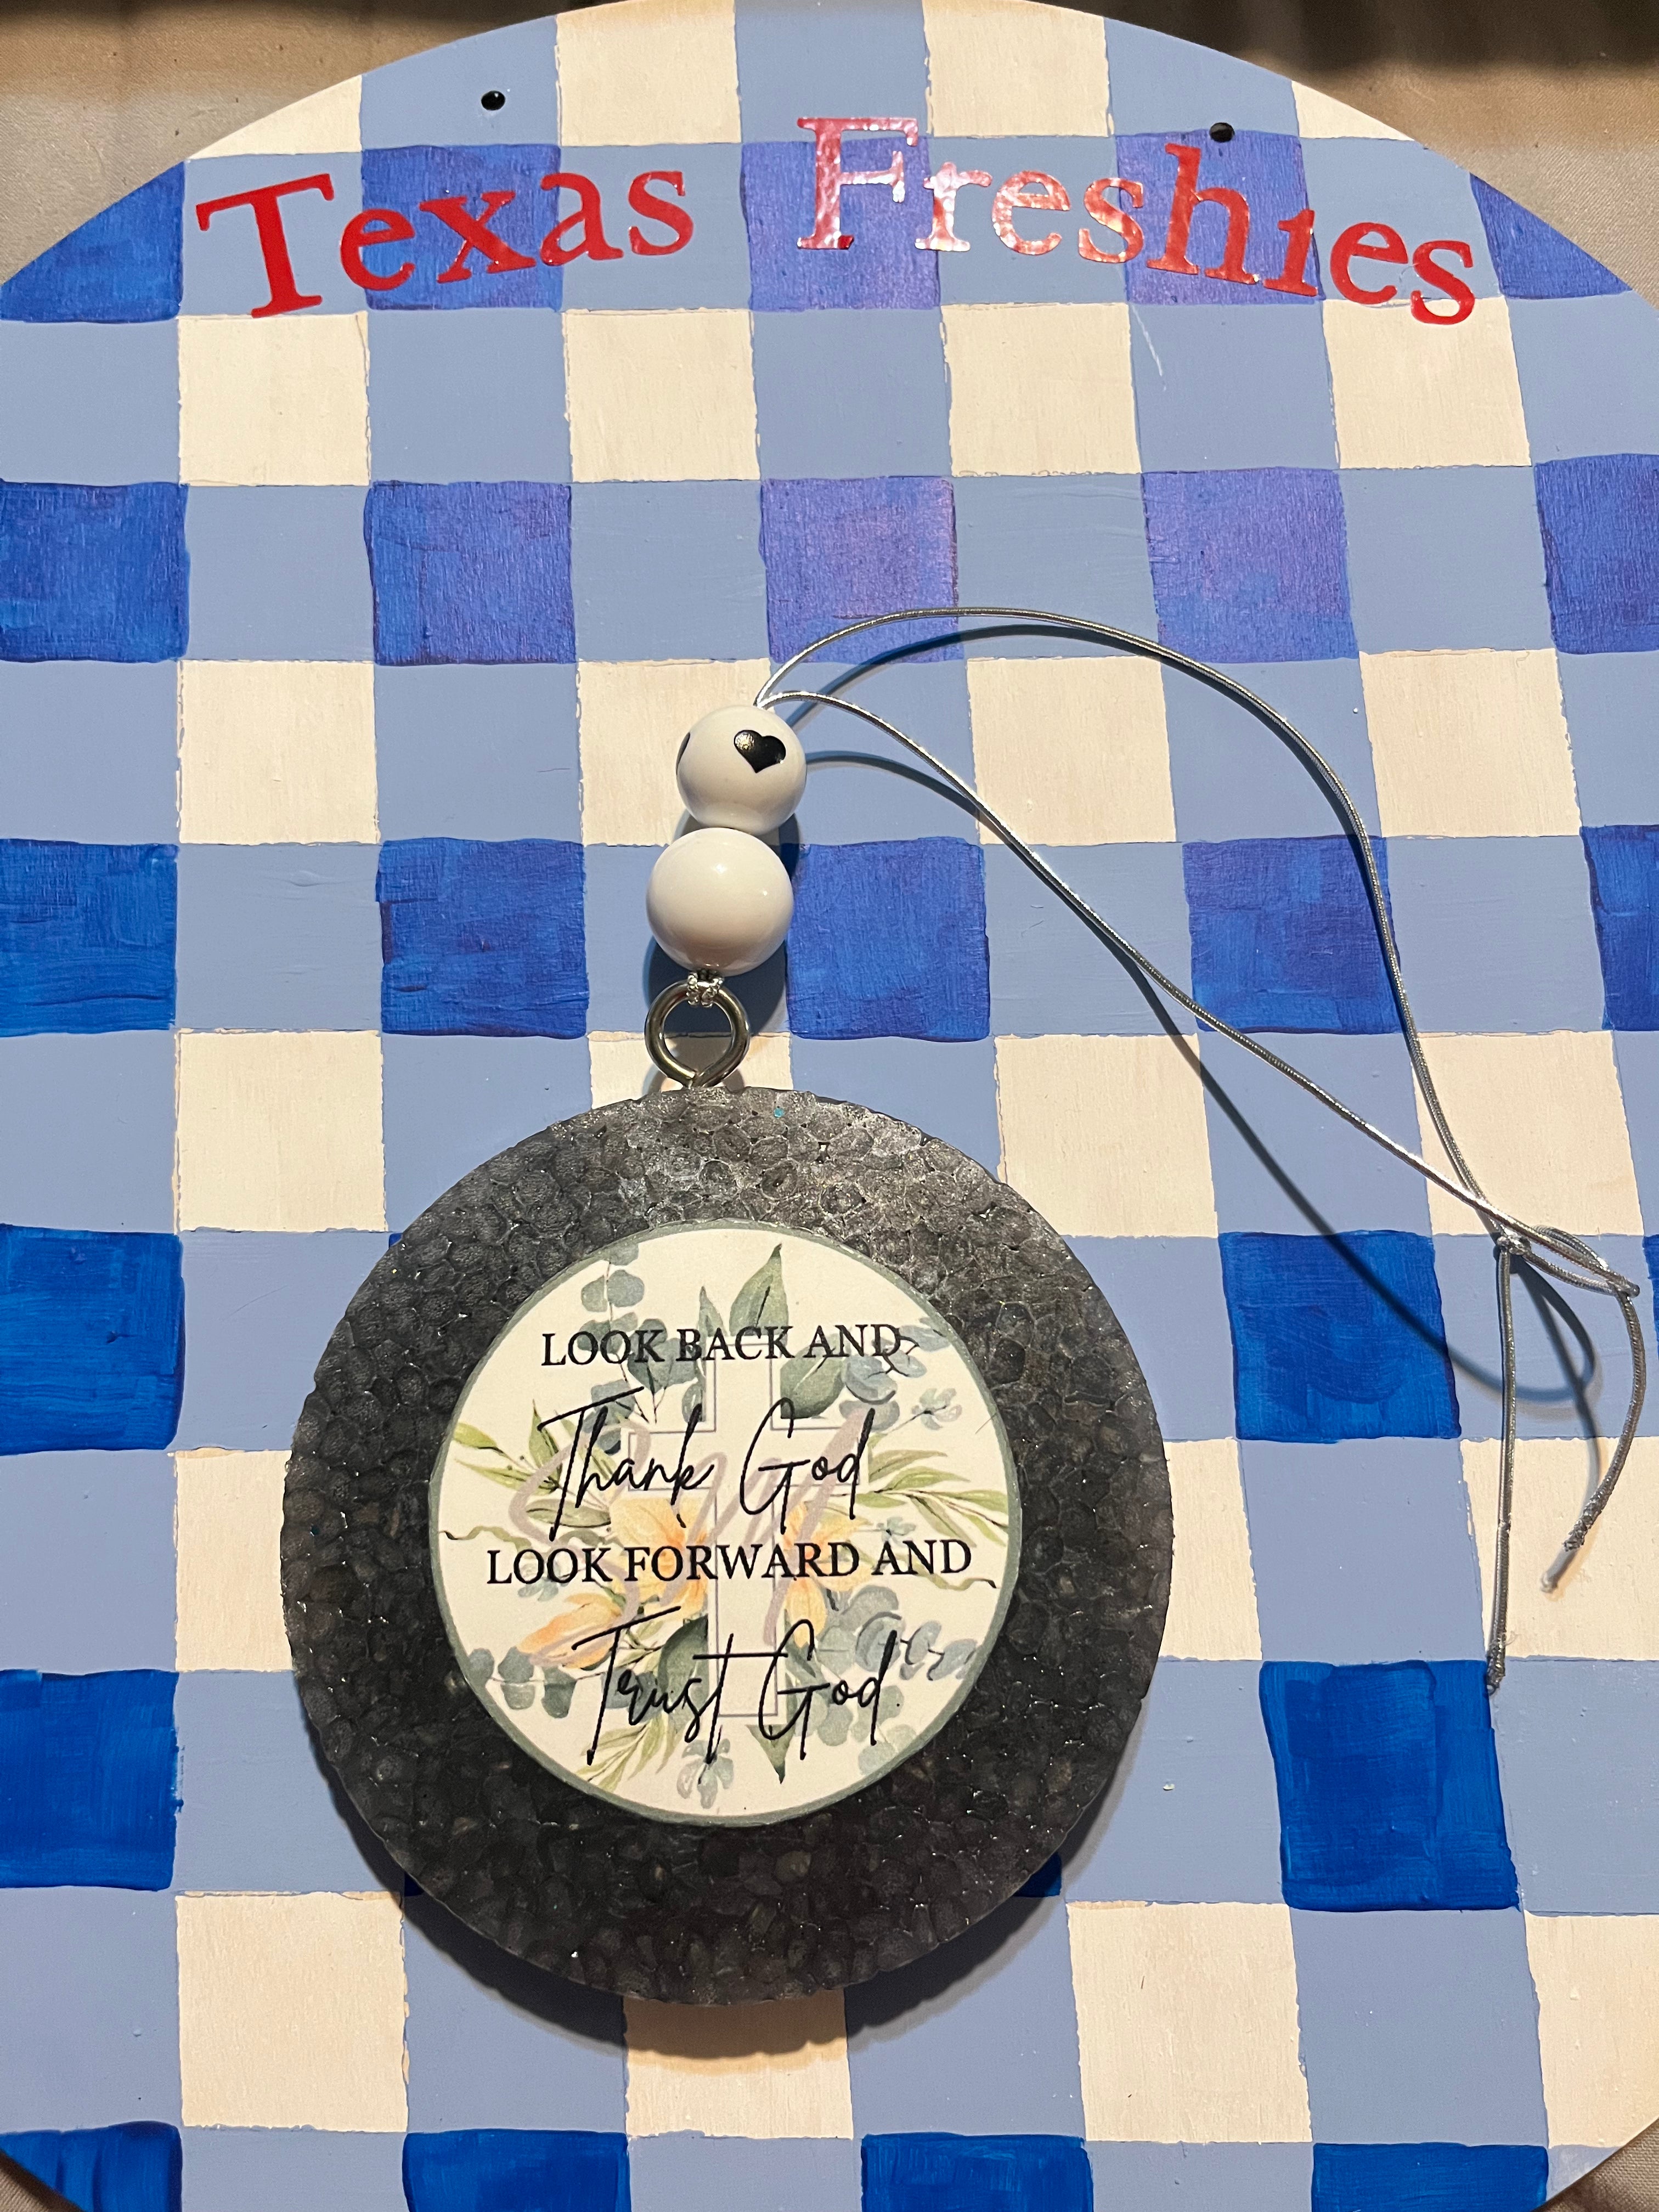 Texas Freshies
LOOK BACK AND
Thank God
LOOK FORWARD AND
Trust God